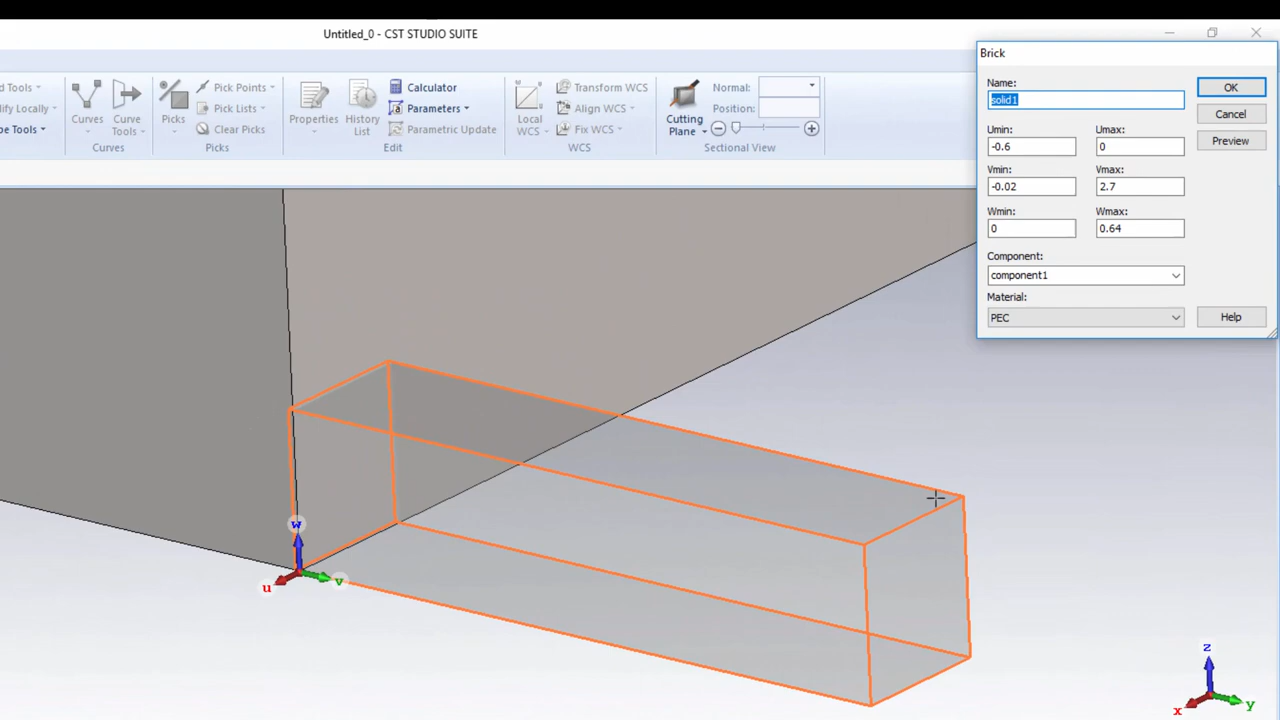 Untitled_0 - CST STUDIO SUITE
d Tools
y Locally
pe Tools
Curves
Curve Tools
Curves
Picks
Pick Points
Pick Lists
Clear Picks
Picks
Properties
History List
Calculator
Parameters
Parametric Update
Edit
Local WCS
Transform WCS
Align WCS
Fix WCS
WCS
Cutting Plane
Normal:
Position:
Sectional View
Brick
Name:
solid1
OK
Cancel
Preview
Umin:
Umax:
-0.6
0
Vmin:
Vmax:
-0.02
2.7
Wmin:
Wmax:
0
0.64
Component:
component1
Material:
PEC
Help
w
u
v
z
x
y